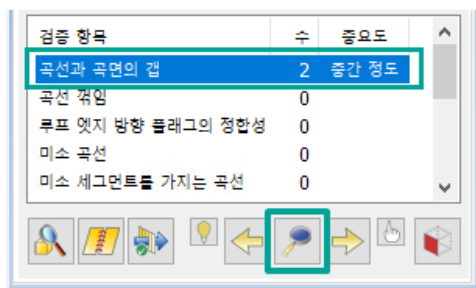 검증 항목 수 중요도
곡선과 곡면의 갭 2 중간 정도
곡선 꺾임 0
루프 엣지 방향 플래그의 정합성 0
미소 곡선 0
미소 세그먼트를 가지는 곡선 0